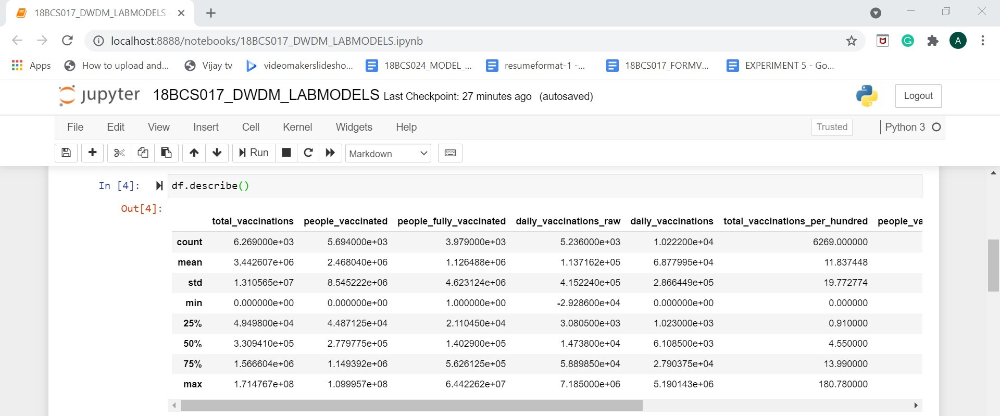 18BCS017_DWDM_LABMODELS
localhost:8888/notebooks/18BCS017_DWDM_LABMODELS.ipynb
A
Apps How to upload and... Vijay tv videomakerslidesho... 18BCS024_MODEL_... resumeformat-1 -... 18BCS017_FORMV... EXPERIMENT 5 - Go...
jupyter 18BCS017_DWDM_LABMODELS Last Checkpoint: 27 minutes ago (autosaved) Logout
File Edit View Insert Cell Kernel Widgets Help Trusted Python 3
Run Markdown
In [4]: df.describe()
Out[4]:
total_vaccinations people_vaccinated people_fully_vaccinated daily_vaccinations_raw daily_vaccinations total_vaccinations_per_hundred people_va
count 6.269000e+03 5.694000e+03 3.979000e+03 5.236000e+03 1.022200e+04 6269.000000
mean 3.442607e+06 2.468040e+06 1.126488e+06 1.137162e+05 6.877995e+04 11.837448
std 1.310565e+07 8.545222e+06 4.623124e+06 4.152240e+05 2.866449e+05 19.772774
min 0.000000e+00 0.000000e+00 1.000000e+00 -2.928600e+04 0.000000e+00 0.000000
25% 4.949800e+04 4.487125e+04 2.110450e+04 3.080500e+03 1.023000e+03 0.910000
50% 3.309410e+05 2.779775e+05 1.402900e+05 1.473800e+04 6.108500e+03 4.550000
75% 1.566604e+06 1.149392e+06 5.626125e+05 5.889850e+04 2.790375e+04 13.990000
max 1.714767e+08 1.099957e+08 6.442262e+07 7.185000e+06 5.190143e+06 180.780000